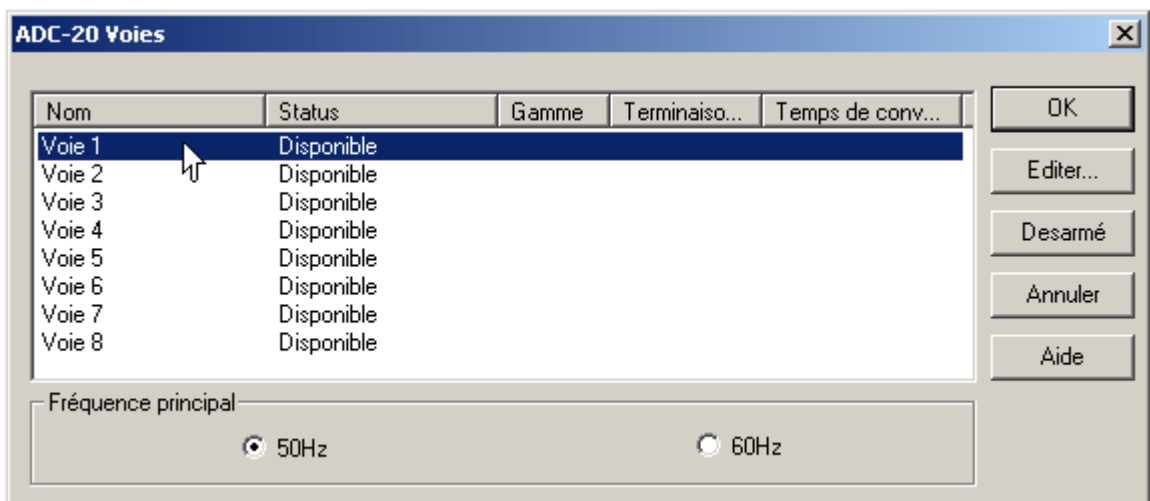 ADC-20 Voies
Nom Status Gamme Terminaiso... Temps de conv...
Voie 1 Disponible
Voie 2 Disponible
Voie 3 Disponible
Voie 4 Disponible
Voie 5 Disponible
Voie 6 Disponible
Voie 7 Disponible
Voie 8 Disponible
OK
Editer...
Desarmé
Annuler
Aide
Fréquence principal
50Hz 60Hz